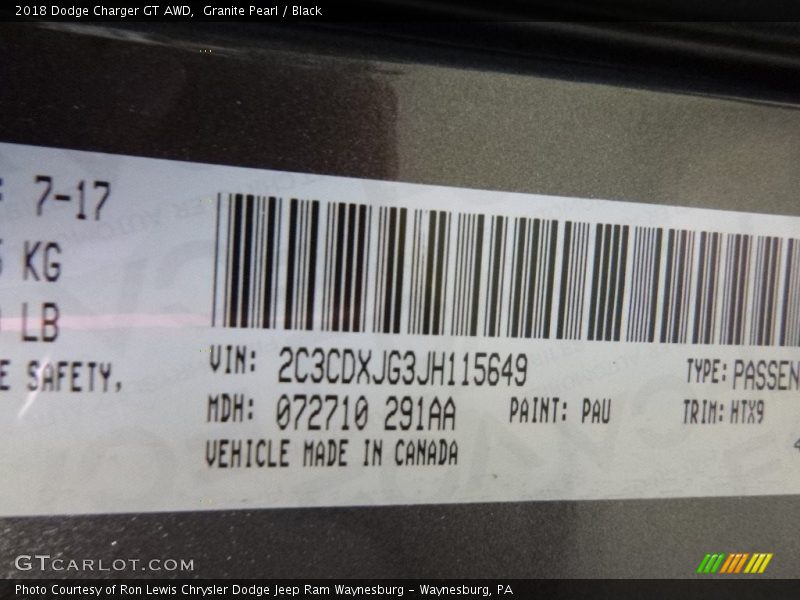 2018 Dodge Charger GT AWD,  Granite Pearl / Black
7-17
KG
LB
SAFETY,
VIN: 2C3CDXJG3JH115649 TYPE: PASSEN
MDH: 072710 291AA PAINT: PAU TRIM: HTX9
VEHICLE MADE IN CANADA
GTCARLOT.COM
Photo Courtesy of Ron Lewis Chrysler Dodge Jeep Ram Waynesburg - Waynesburg, PA